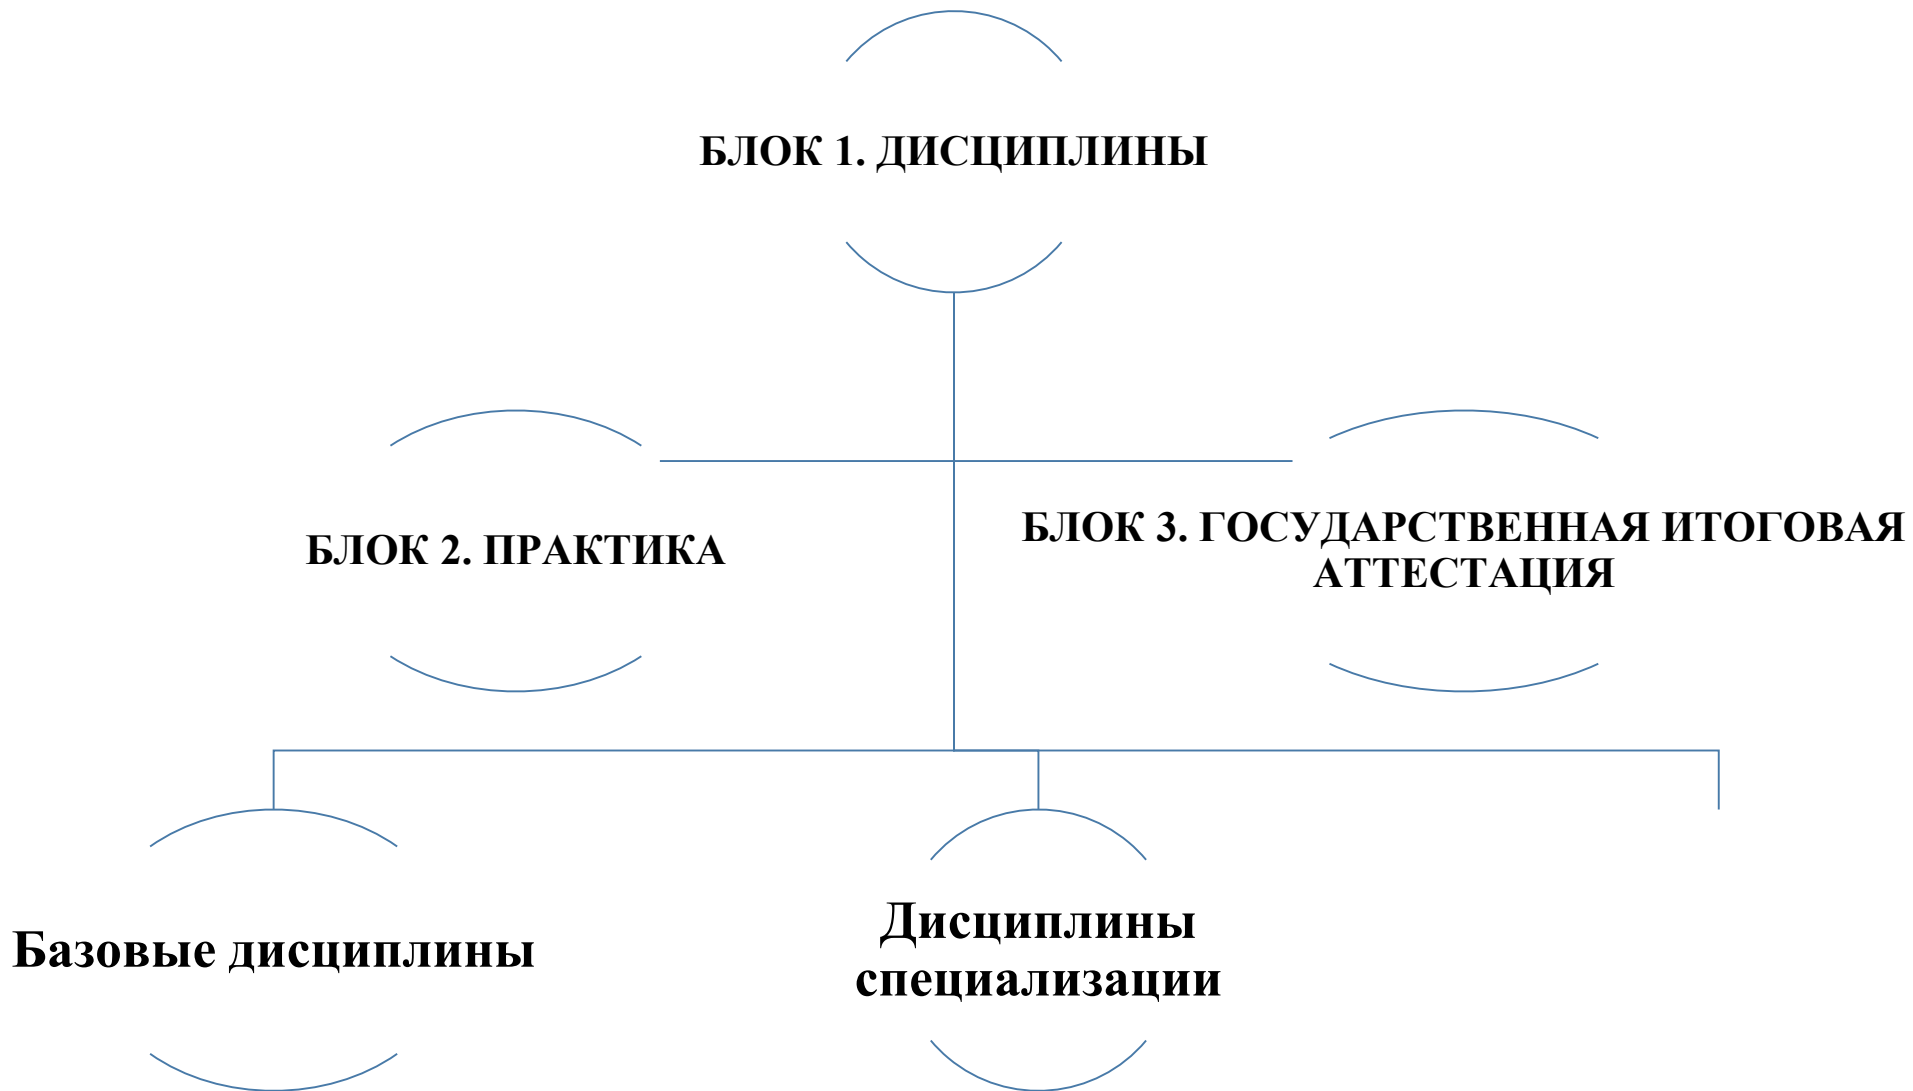 БЛОК 1. ДИСЦИПЛИНЫ
БЛОК 2. ПРАКТИКА
БЛОК 3. ГОСУДАРСТВЕННАЯ ИТОГОВАЯ
АТТЕСТАЦИЯ
Базовые дисциплины
Дисциплины
специализации